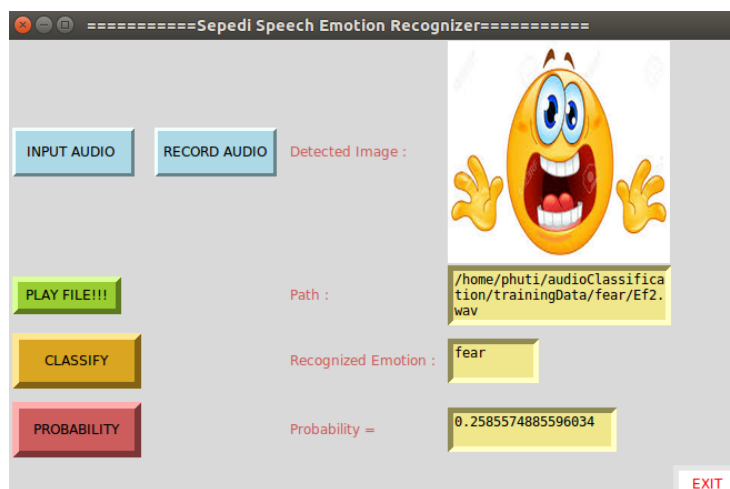 ===========Sepedi Speech Emotion Recognizer===========
INPUT AUDIO
RECORD AUDIO
Detected Image :
PLAY FILE!!!
Path :
/home/phuti/audioClassifica
tion/trainingData/fear/Ef2.
wav
CLASSIFY
Recognized Emotion :
fear
PROBABILITY
Probability =
0.2585574885596034
EXIT